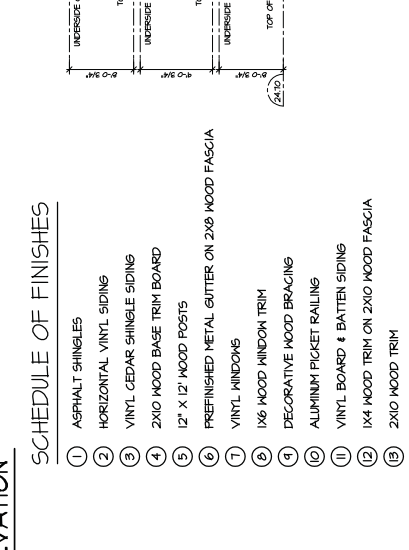 VATION
SCHEDULE OF FINISHES
1 ASPHALT SHINGLES
2 HORIZONTAL VINYL SIDING
3 VINYL CEDAR SHINGLE SIDING
4 2X10 WOOD BASE TRIM BOARD
5 12" X 12' WOOD POSTS
6 PREFINISHED METAL GUTTER ON 2X8 WOOD FASCIA
7 VINYL WINDOWS
8 1X6 WOOD WINDOW TRIM
9 DECORATIVE WOOD BRACING
10 ALUMINUM PICKET RAILING
11 VINYL BOARD & BATTEN SIDING
12 1X4 WOOD TRIM ON 2X10 WOOD FASCIA
13 2X10 WOOD TRIM
UNDERSIDE
8'-0 3/4"
UNDERSIDE
9'-0 3/4"
UNDERSIDE
8'-0 3/4"
TOP OF
24.70